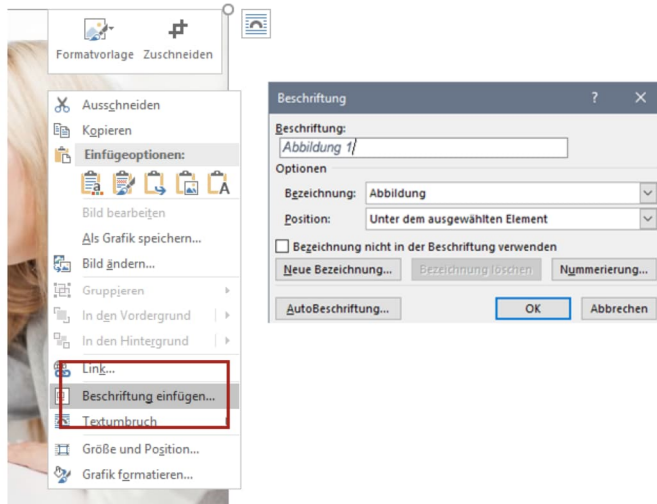 Formatvorlage Zuschneiden
Ausschneiden
Kopieren
Einfügeoptionen:
Bild bearbeiten
Als Grafik speichern...
Bild ändern...
Gruppieren
In den Vordergrund
In den Hintergrund
Link...
Beschriftung einfügen...
Textumbruch
Größe und Position...
Grafik formatieren...
Beschriftung ? ×
Beschriftung:
Abbildung 1
Optionen
Bezeichnung: Abbildung
Position: Unter dem ausgewählten Element
Bezeichnung nicht in der Beschriftung verwenden
Neue Bezeichnung... Bezeichnung löschen Nummerierung...
AutoBeschriftung... OK Abbrechen